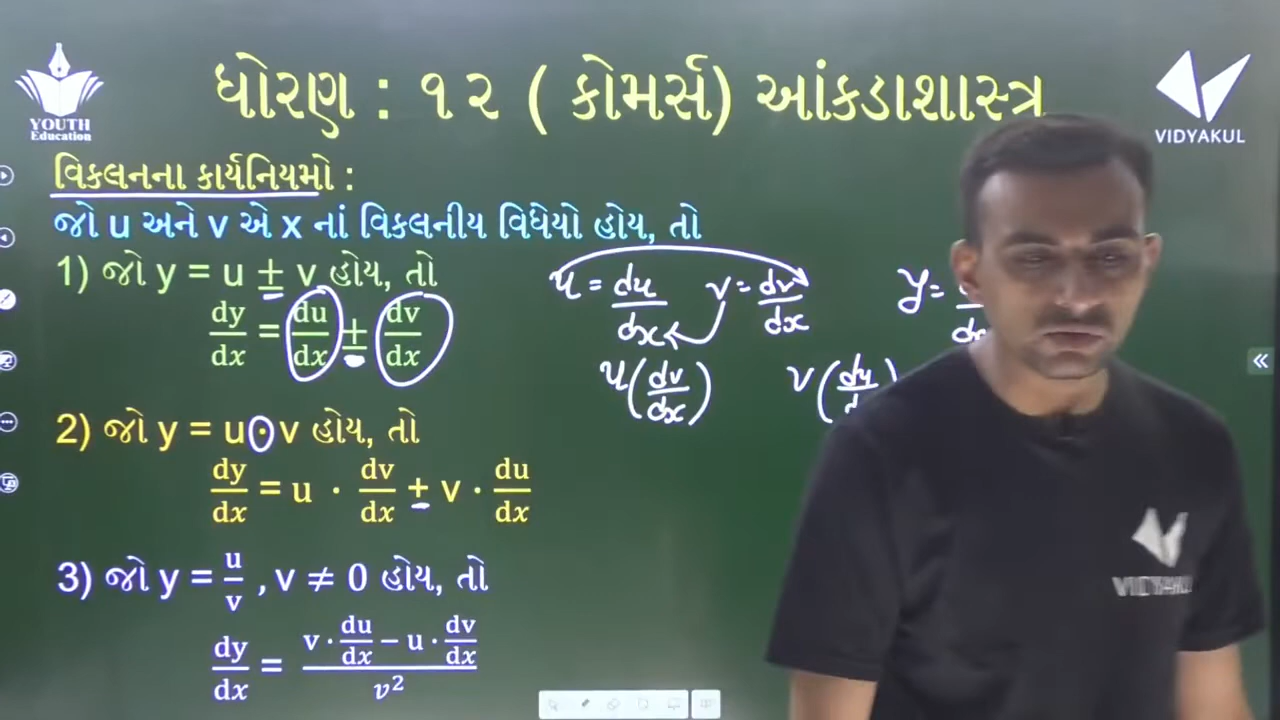 YOUTH
Education
ધોરણ : ૧૨ ( કોમર્સ) આંકડાશાસ્ત્ર
VIDYAKUL
વિકલનના કાર્યનિયમો :
જો u અને v એ x નાં વિકલનીય વિધેયો હોય, તો
1) જો y = u ± v હોય, તો
dy/dx = du/dx ± dv/dx
u = du/dx v = dv/dx y =
u(dv/dx) v(du
2) જો y = u · v હોય, તો
dy/dx = u · dv/dx ± v · du/dx
3) જો y = u/v , v ≠ 0 હોય, તો
dy/dx = (v · du/dx − u · dv/dx)/v²
VIDYAKUL